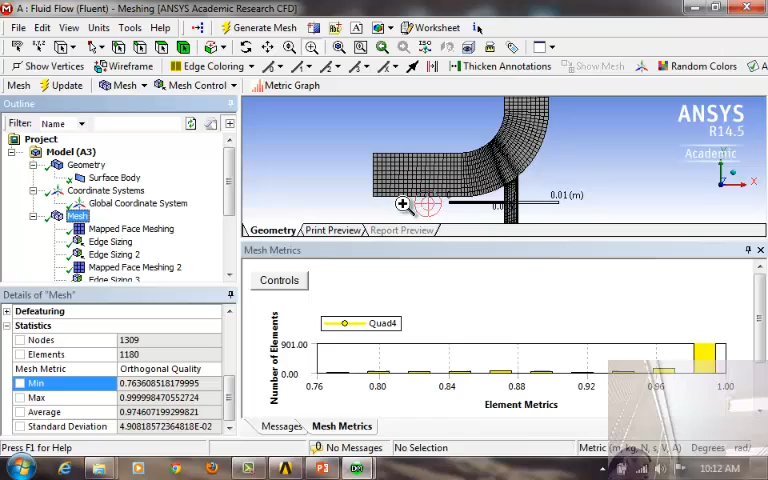 A : Fluid Flow (Fluent) - Meshing [ANSYS Academic Research CFD]
File Edit View Units Tools Help Generate Mesh Worksheet
Show Vertices Wireframe Edge Coloring Thicken Annotations Show Mesh Random Colors
Mesh Update Mesh Mesh Control Metric Graph
Outline
Filter: Name
Project
Model (A3)
Geometry
Surface Body
Coordinate Systems
Global Coordinate System
Mesh
Mapped Face Meshing
Edge Sizing
Edge Sizing 2
Mapped Face Meshing 2
Edge Sizing 3
ANSYS
R14.5
Academic
Y
X
Z
0.01 (m)
Geometry Print Preview Report Preview
Details of "Mesh"
Defeaturing
Statistics
Nodes 1309
Elements 1180
Mesh Metric Orthogonal Quality
Min 0.763608518179995
Max 0.999998470552724
Average 0.974607199299821
Standard Deviation 4.90818572364818E-02
Mesh Metrics
Controls
Quad4
Number of Elements
901.00
0.00
0.76 0.80 0.84 0.88 0.92 0.96 1.00
Element Metrics
Messages Mesh Metrics
Press F1 for Help No Messages No Selection Metric (m, kg, N, s, V, A) Degrees rad/
10:12 AM